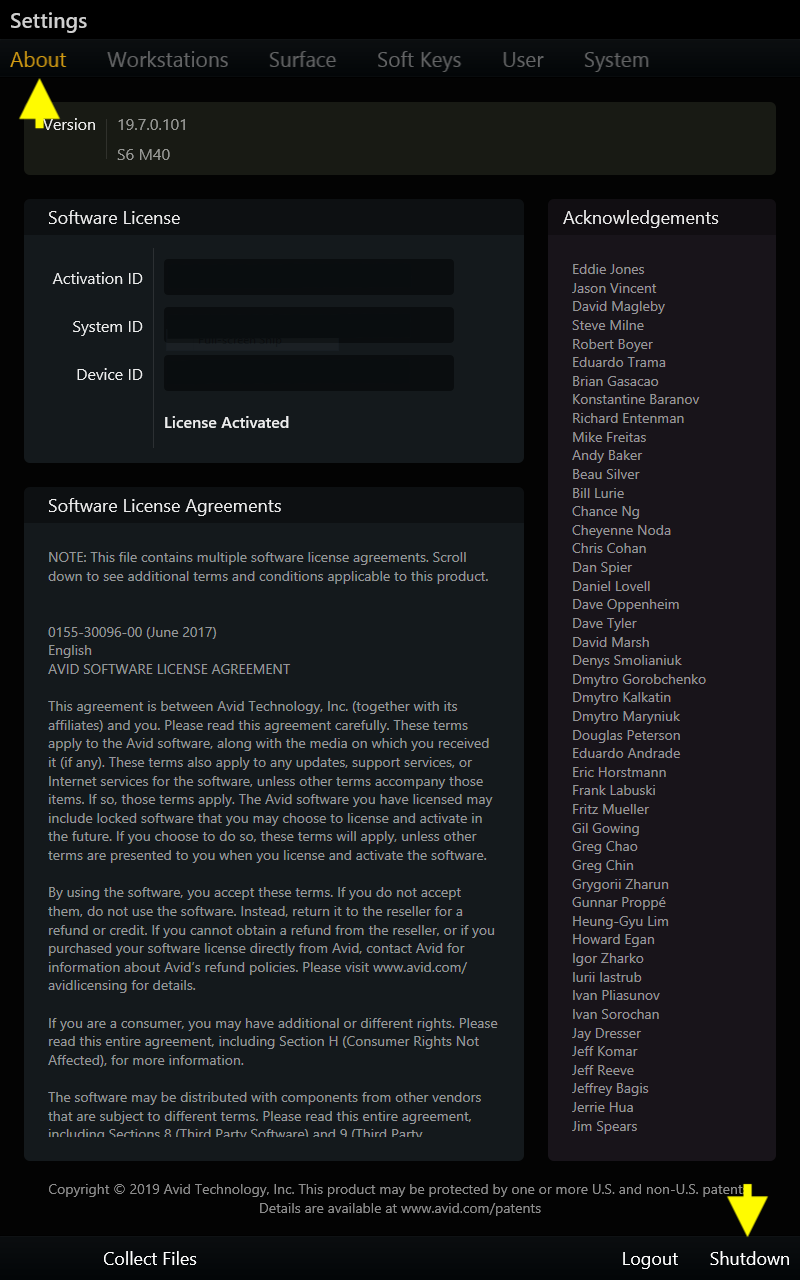 Settings
About Workstations Surface Soft Keys User System
Version 19.7.0.101
S6 M40
Software License
Activation ID
System ID
Device ID
License Activated
Software License Agreements
NOTE: This file contains multiple software license agreements. Scroll
down to see additional terms and conditions applicable to this product.
0155-30096-00 (June 2017)
English
AVID SOFTWARE LICENSE AGREEMENT
This agreement is between Avid Technology, Inc. (together with its
affiliates) and you. Please read this agreement carefully. These terms
apply to the Avid software, along with the media on which you received
it (if any). These terms also apply to any updates, support services, or
Internet services for the software, unless other terms accompany those
items. If so, those terms apply. The Avid software you have licensed may
include locked software that you may choose to license and activate in
the future. If you choose to do so, these terms will apply, unless other
terms are presented to you when you license and activate the software.
By using the software, you accept these terms. If you do not accept
them, do not use the software. Instead, return it to the reseller for a
refund or credit. If you cannot obtain a refund from the reseller, or if you
purchased your software license directly from Avid, contact Avid for
information about Avid's refund policies. Please visit www.avid.com/
avidlicensing for details.
If you are a consumer, you may have additional or different rights. Please
read this entire agreement, including Section H (Consumer Rights Not
Affected), for more information.
The software may be distributed with components from other vendors
that are subject to different terms. Please read this entire agreement,
including Sections 8 (Third Party Software) and 9 (Third Party
Acknowledgements
Eddie Jones
Jason Vincent
David Magleby
Steve Milne
Robert Boyer
Eduardo Trama
Brian Gasacao
Konstantine Baranov
Richard Entenman
Mike Freitas
Andy Baker
Beau Silver
Bill Lurie
Chance Ng
Cheyenne Noda
Chris Cohan
Dan Spier
Daniel Lovell
Dave Oppenheim
Dave Tyler
David Marsh
Denys Smolianiuk
Dmytro Gorobchenko
Dmytro Kalkatin
Dmytro Maryniuk
Douglas Peterson
Eduardo Andrade
Eric Horstmann
Frank Labuski
Fritz Mueller
Gil Gowing
Greg Chao
Greg Chin
Grygorii Zharun
Gunnar Proppé
Heung-Gyu Lim
Howard Egan
Igor Zharko
Iurii Iastrub
Ivan Pliasunov
Ivan Sorochan
Jay Dresser
Jeff Komar
Jeff Reeve
Jeffrey Bagis
Jerrie Hua
Jim Spears
Copyright © 2019 Avid Technology, Inc. This product may be protected by one or more U.S. and non-U.S. patent
Details are available at www.avid.com/patents
Collect Files Logout Shutdown